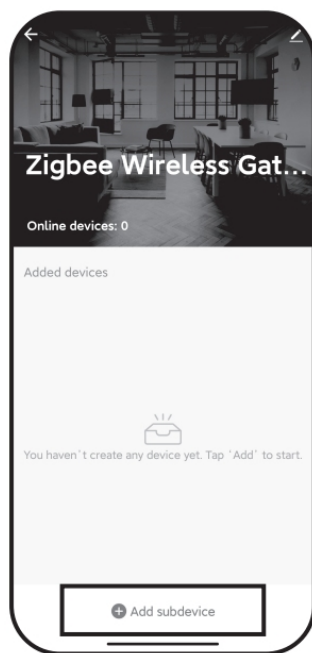 Zigbee Wireless Gat...
Online devices: 0
Added devices
You haven´t create any device yet. Tap ´Add´ to start.
Add subdevice